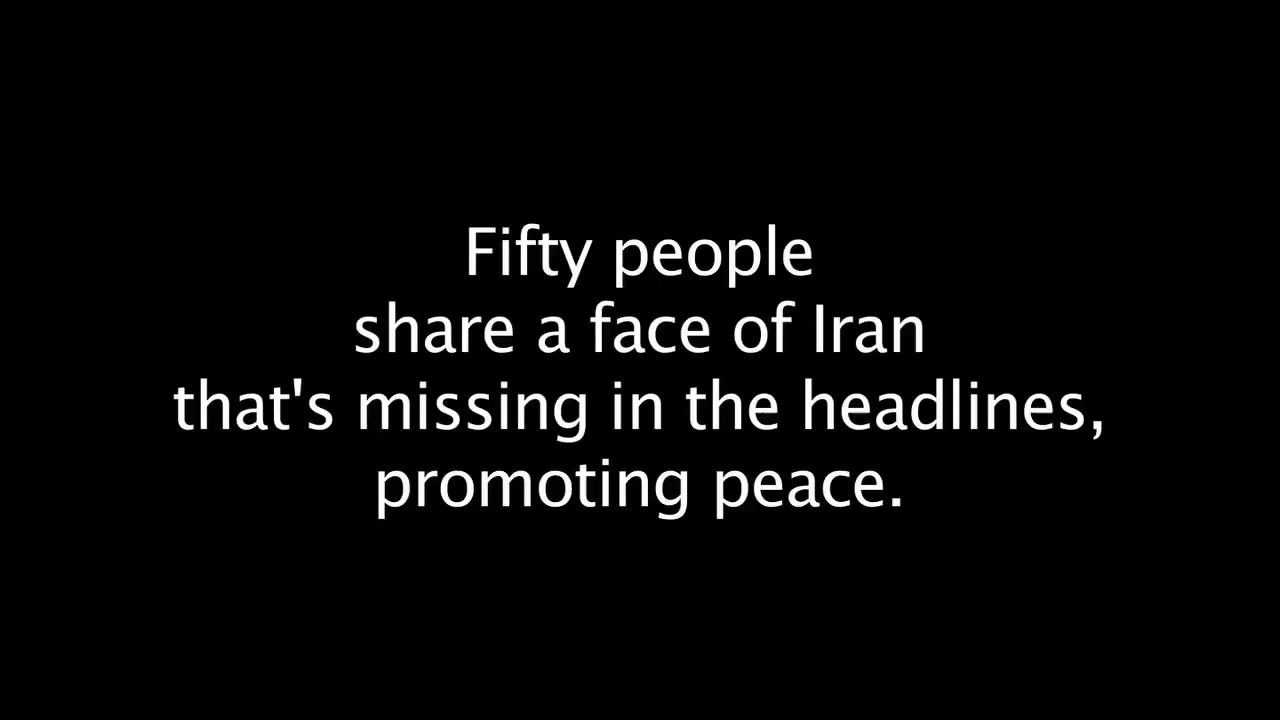 Fifty people
share a face of Iran
that's missing in the headlines,
promoting peace.